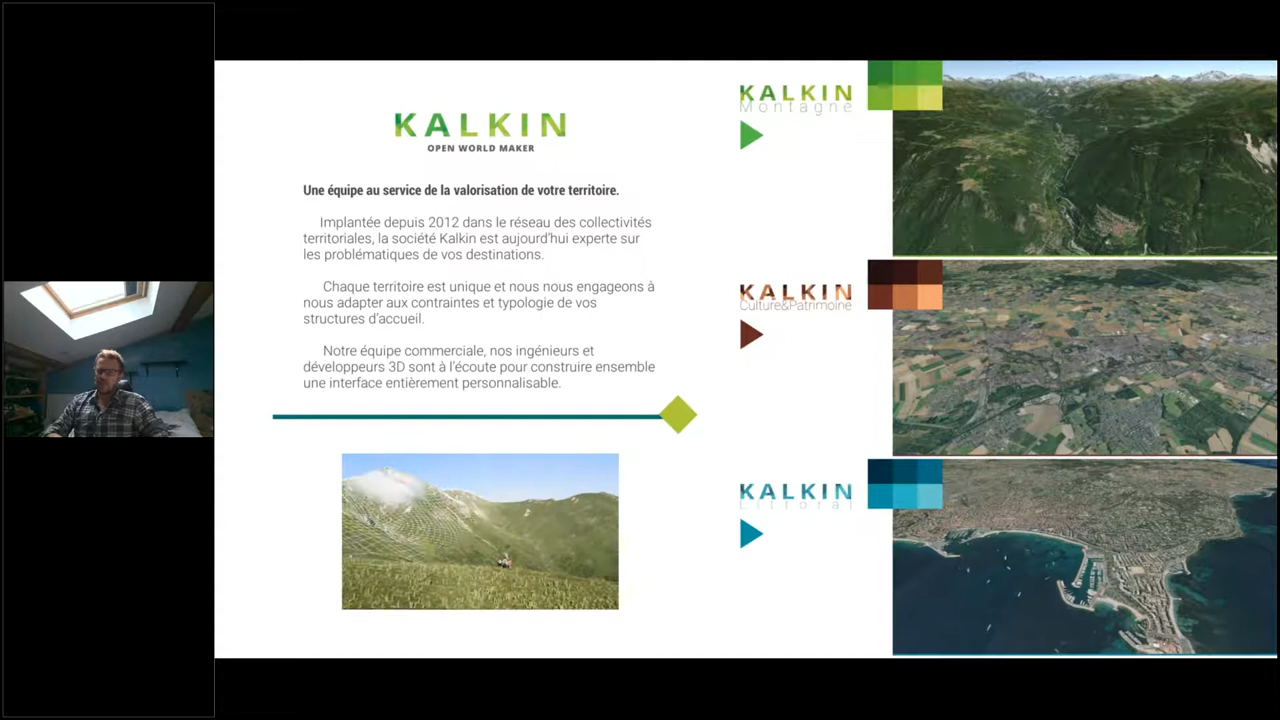 KALKIN
OPEN WORLD MAKER
Une équipe au service de la valorisation de votre territoire.
Implantée depuis 2012 dans le réseau des collectivités
territoriales, la société Kalkin est aujourd'hui experte sur
les problématiques de vos destinations.
Chaque territoire est unique et nous nous engageons à
nous adapter aux contraintes et typologie de vos
structures d'accueil.
Notre équipe commerciale, nos ingénieurs et
développeurs 3D sont à l'écoute pour construire ensemble
une interface entièrement personnalisable.
KALKIN
Montagne
KALKIN
Culture&Patrimoine
KALKIN
Littoral